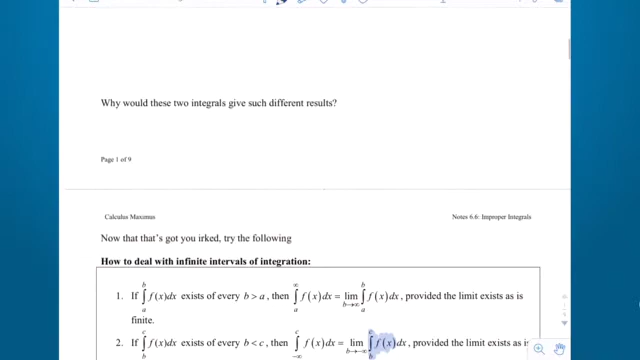 Why would these two integrals give such different results?
Page 1 of 9
Calculus Maximus
Notes 6.6: Improper Integrals
Now that that's got you irked, try the following
How to deal with infinite intervals of integration:
1. If ∫_a^b f(x)dx exists of every b > a, then ∫_a^∞ f(x)dx = lim_{b→∞} ∫_a^b f(x)dx, provided the limit exists as is
finite.
2. If ∫_b^c f(x)dx exists of every b < c, then ∫_{-∞}^c f(x)dx = lim_{b→-∞} ∫_b^c f(x)dx, provided the limit exists as is